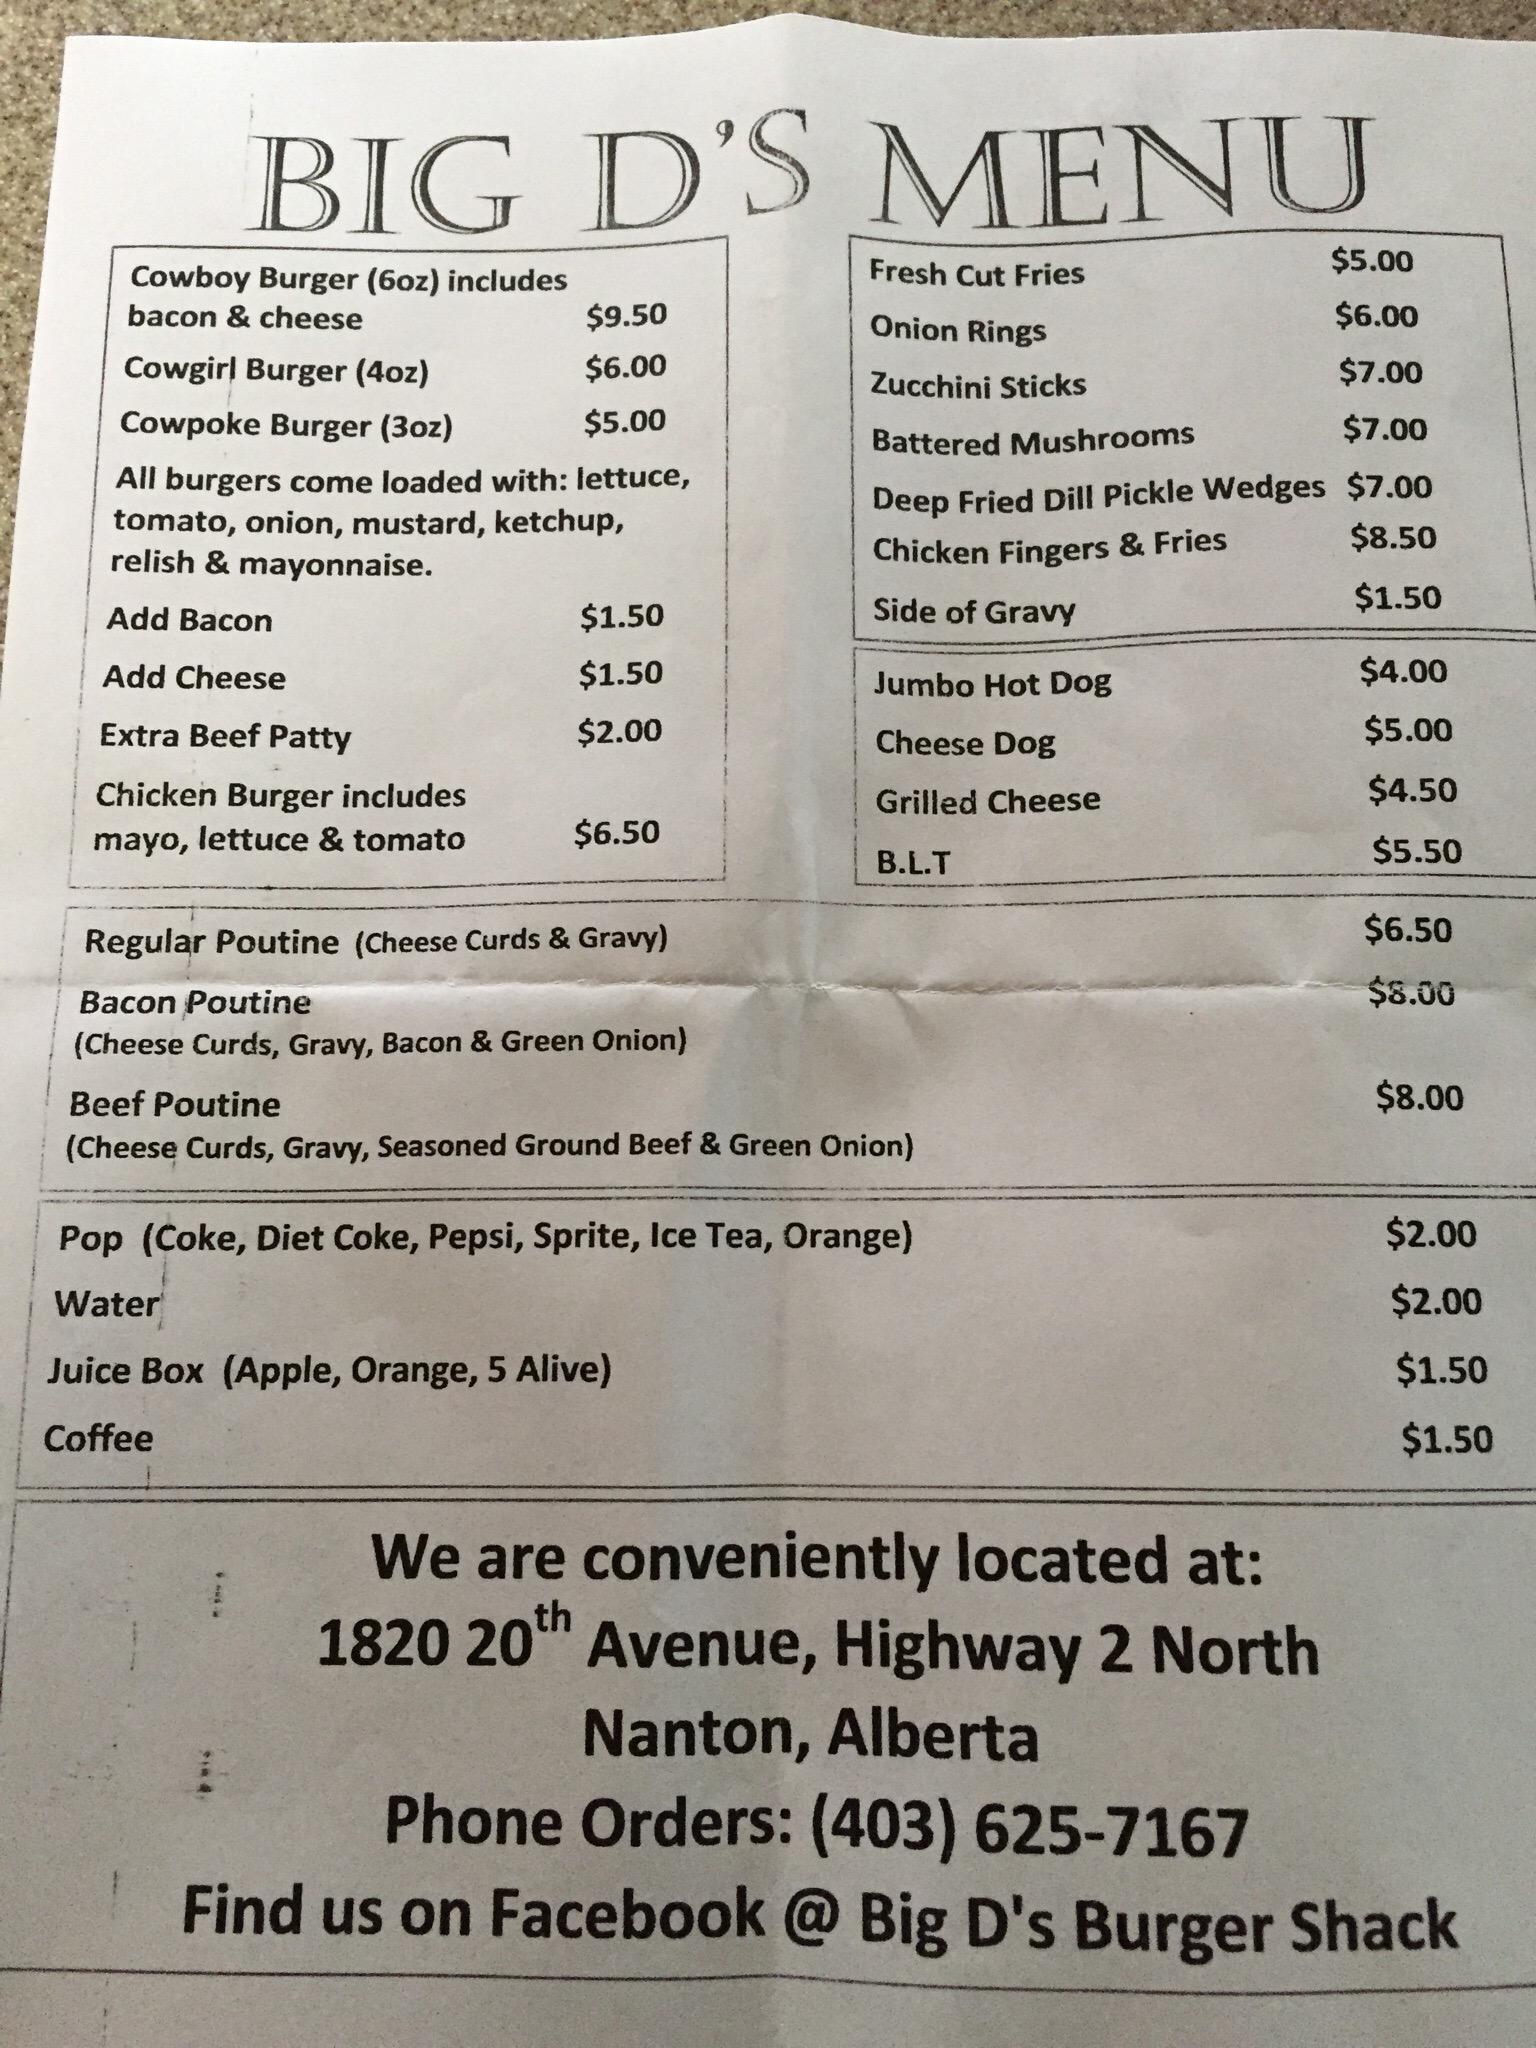 BIG D'S MENU
Cowboy Burger (6oz) includes
bacon & cheese $9.50
Cowgirl Burger (4oz) $6.00
Cowpoke Burger (3oz) $5.00
All burgers come loaded with: lettuce,
tomato, onion, mustard, ketchup,
relish & mayonnaise.
Add Bacon $1.50
Add Cheese $1.50
Extra Beef Patty $2.00
Chicken Burger includes
mayo, lettuce & tomato $6.50
Fresh Cut Fries $5.00
Onion Rings $6.00
Zucchini Sticks $7.00
Battered Mushrooms $7.00
Deep Fried Dill Pickle Wedges $7.00
Chicken Fingers & Fries $8.50
Side of Gravy $1.50
Jumbo Hot Dog $4.00
Cheese Dog $5.00
Grilled Cheese $4.50
B.L.T $5.50
Regular Poutine (Cheese Curds & Gravy) $6.50
Bacon Poutine $8.00
(Cheese Curds, Gravy, Bacon & Green Onion)
Beef Poutine $8.00
(Cheese Curds, Gravy, Seasoned Ground Beef & Green Onion)
Pop (Coke, Diet Coke, Pepsi, Sprite, Ice Tea, Orange) $2.00
Water $2.00
Juice Box (Apple, Orange, 5 Alive) $1.50
Coffee $1.50
We are conveniently located at:
1820 20th Avenue, Highway 2 North
Nanton, Alberta
Phone Orders: (403) 625-7167
Find us on Facebook @ Big D's Burger Shack